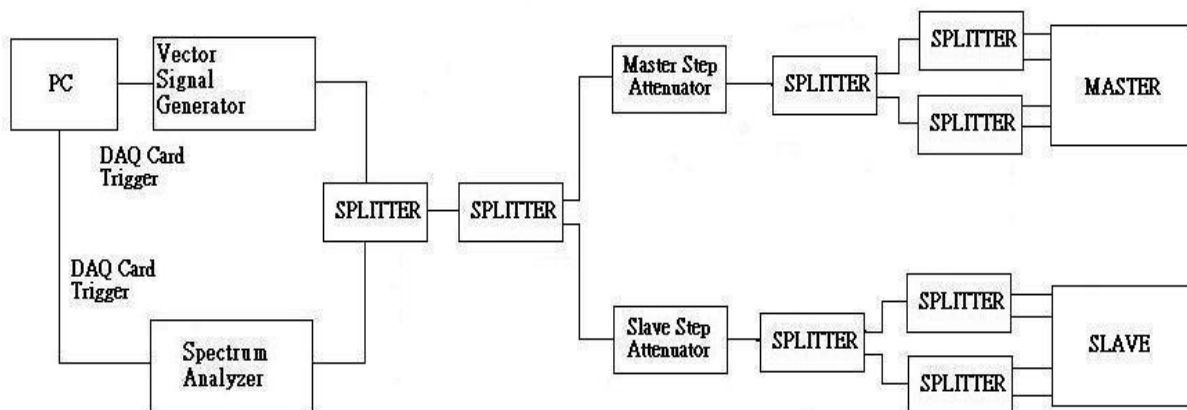 PC
Vector
Signal
Generator
DAQ Card
Trigger
DAQ Card
Trigger
Spectrum
Analyzer
SPLITTER
SPLITTER
Master Step
Attenuator
SPLITTER
SPLITTER
SPLITTER
MASTER
Slave Step
Attenuator
SPLITTER
SPLITTER
SPLITTER
SLAVE